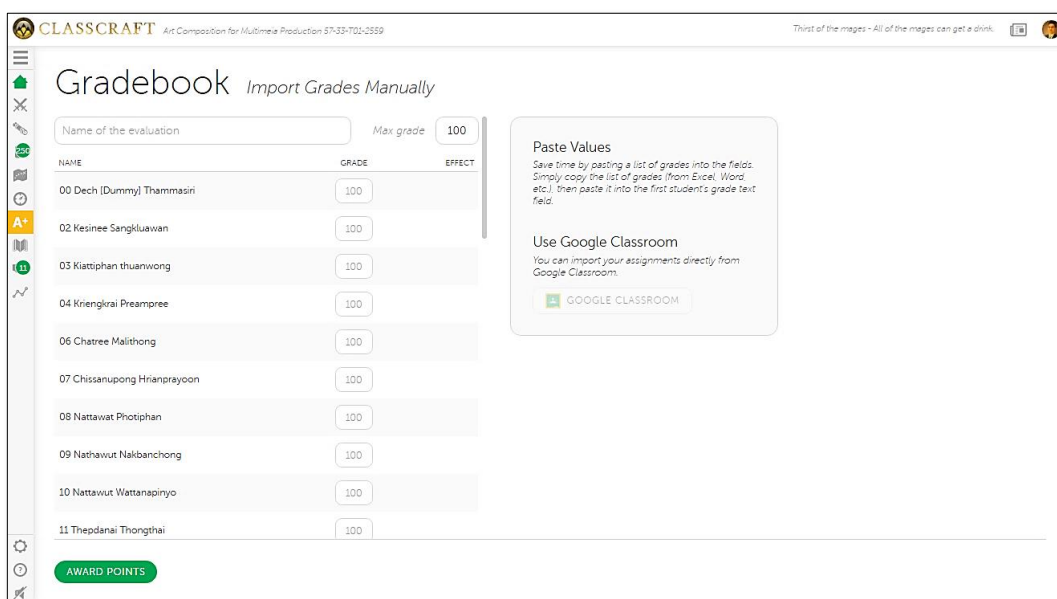 CLASSCRAFT Art Composition for Multimeia Production 57-33-T01-2559
Thirst of the mages - All of the mages can get a drink.
250
A+
11
Gradebook Import Grades Manually
Name of the evaluation
Max grade 100
NAME GRADE EFFECT
00 Dech [Dummy] Thammasiri 100
02 Kesinee Sangkluawan 100
03 Kiattiphan thuanwong 100
04 Kriengkrai Preampree 100
06 Chatree Malithong 100
07 Chissanupong Hrianprayoon 100
08 Nattawat Photiphan 100
09 Nathawut Nakbanchong 100
10 Nattawut Wattanapinyo 100
11 Thepdanai Thongthai 100
Paste Values
Save time by pasting a list of grades into the fields.
Simply copy the list of grades (from Excel, Word,
etc.), then paste it into the first student's grade text
field.
Use Google Classroom
You can import your assignments directly from
Google Classroom.
GOOGLE CLASSROOM
AWARD POINTS